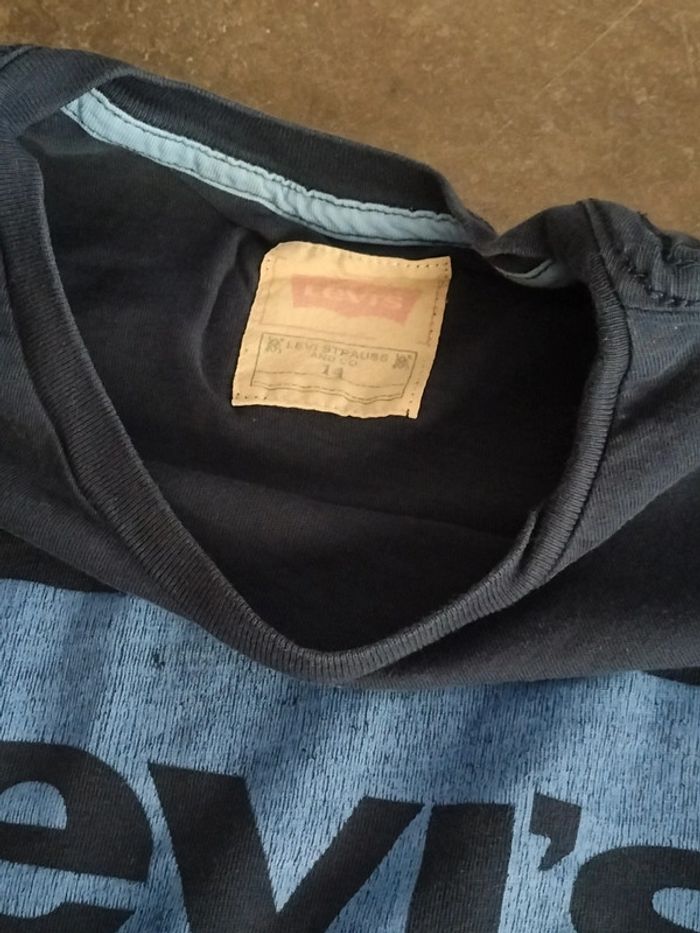 Levi's
LEVI STRAUSS
AND CO
14
evi's